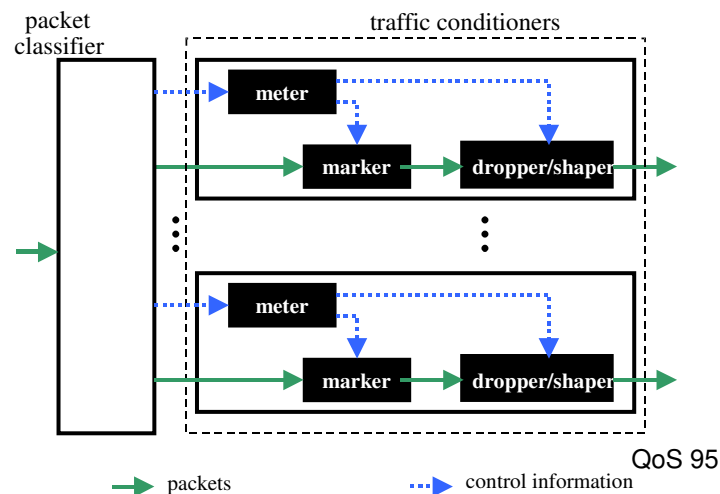 packet
classifier
traffic conditioners
meter
marker
dropper/shaper
meter
marker
dropper/shaper
QoS 95
packets
control information